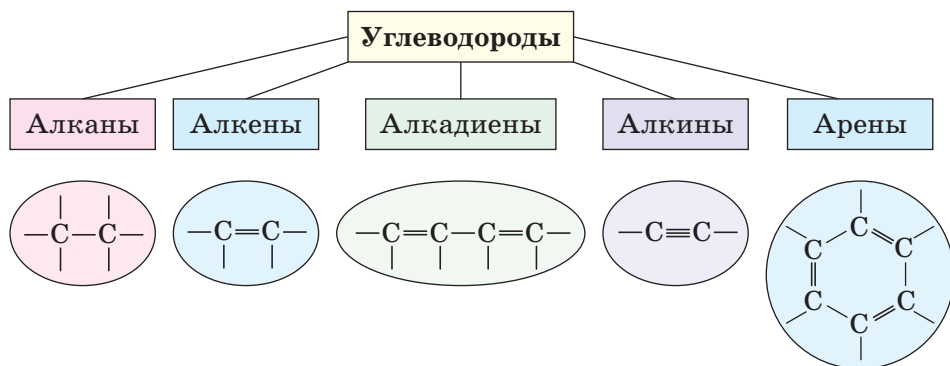 Углеводороды
Алканы Алкены Алкадиены Алкины Арены
—C—C— —C=C— —C=C—C=C— —C≡C—
C
C C
C C
C